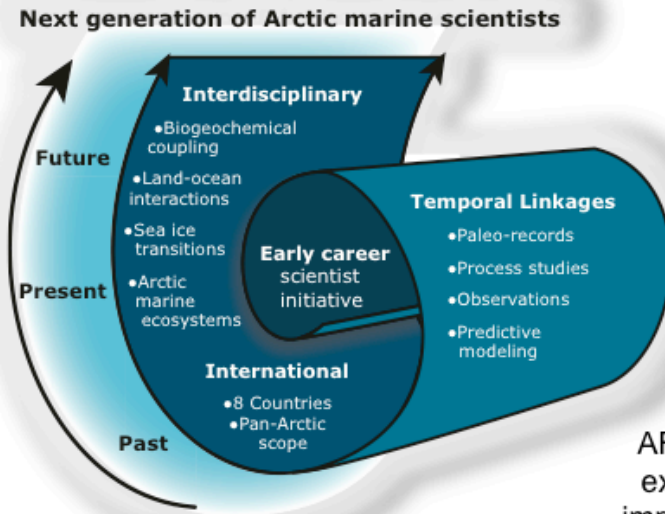 Next generation of Arctic marine scientists
Future
Present
Past
Interdisciplinary
•Biogeochemical
coupling
•Land-ocean
interactions
•Sea ice
transitions
•Arctic
marine
ecosystems
International
•8 Countries
•Pan-Arctic
scope
Early career
scientist
initiative
Temporal Linkages
•Paleo-records
•Process studies
•Observations
•Predictive
modeling